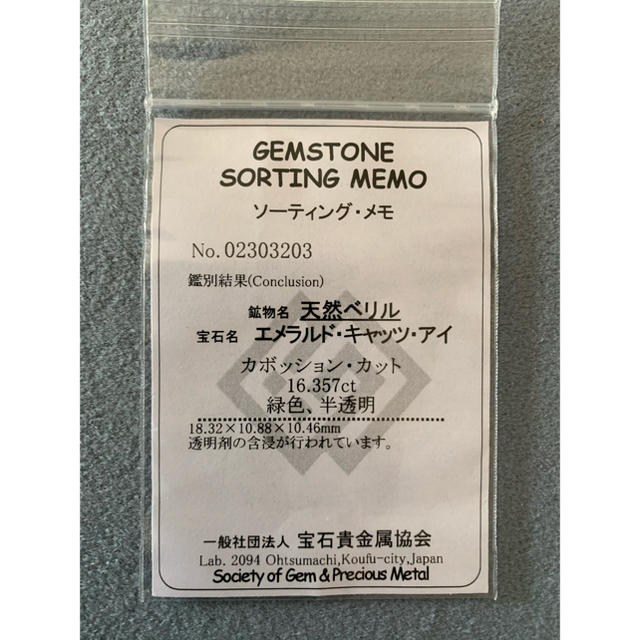 GEMSTONE
SORTING MEMO
ソーティング・メモ
No.02303203
鑑別結果(Conclusion)
鉱物名 天然ベリル
宝石名 エメラルド・キャッツ・アイ
カボッション・カット
16.357ct
緑色、半透明
18.32×10.88×10.46mm
透明剤の含浸が行われています。
一般社団法人 宝石貴金属協会
Lab. 2094 Ohtsumachi,Koufu-city,Japan
Society of Gem & Precious Metal